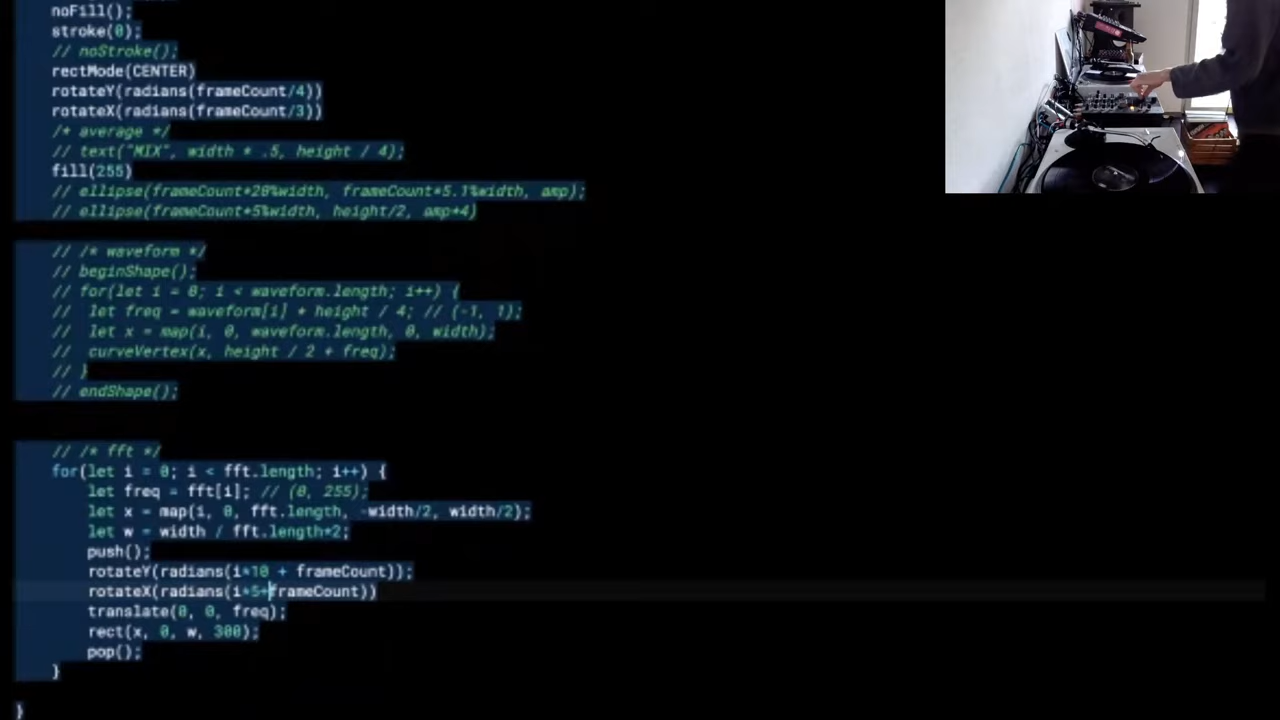 noFill();
stroke(0);
// noStroke();
rectMode(CENTER)
rotateY(radians(frameCount/4))
rotateX(radians(frameCount/3))
/* average */
// text("MIX", width * .5, height / 4);
fill(255)
// ellipse(frameCount*20%width, frameCount*5.1%width, amp);
// ellipse(frameCount*5%width, height/2, amp*4)
// /* waveform */
// beginShape();
// for(let i = 0; i < waveform.length; i++) {
//  let freq = waveform[i] * height / 4; // (-1, 1);
//  let x = map(i, 0, waveform.length, 0, width);
//  curveVertex(x, height / 2 + freq);
// }
// endShape();
// /* fft */
for(let i = 0; i < fft.length; i++) {
let freq = fft[i]; // (0, 255);
let x = map(i, 0, fft.length, -width/2, width/2);
let w = width / fft.length*2;
push();
rotateY(radians(i*10 + frameCount));
rotateX(radians(i*5+frameCount))
translate(0, 0, freq);
rect(x, 0, w, 300);
pop();
}
}